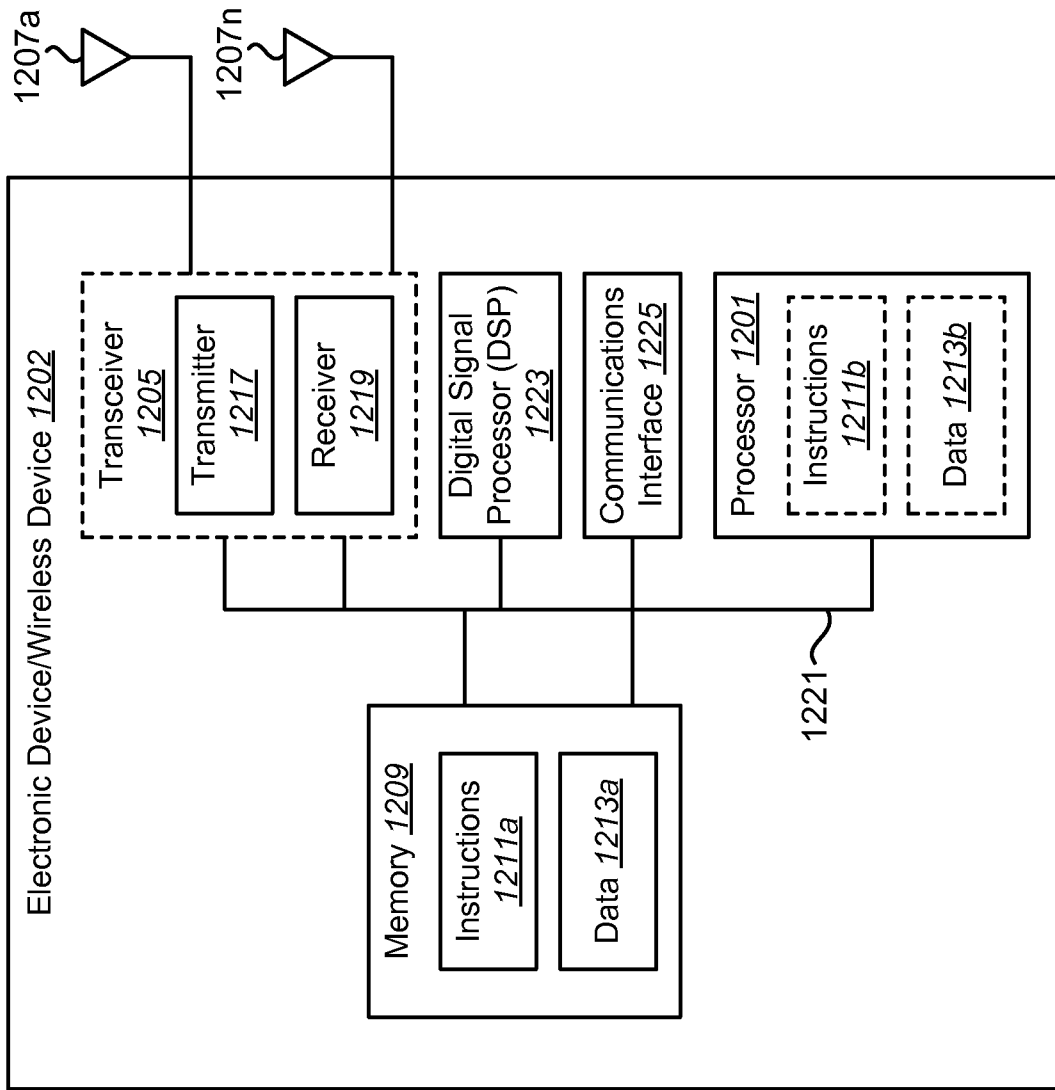 Electronic Device/Wireless Device 1202
1207a
1207n
Transceiver
1205
Transmitter
1217
Receiver
1219
Digital Signal
Processor (DSP)
1223
Communications
Interface 1225
Processor 1201
Instructions
1211b
Data 1213b
Memory 1209
Instructions
1211a
Data 1213a
1221